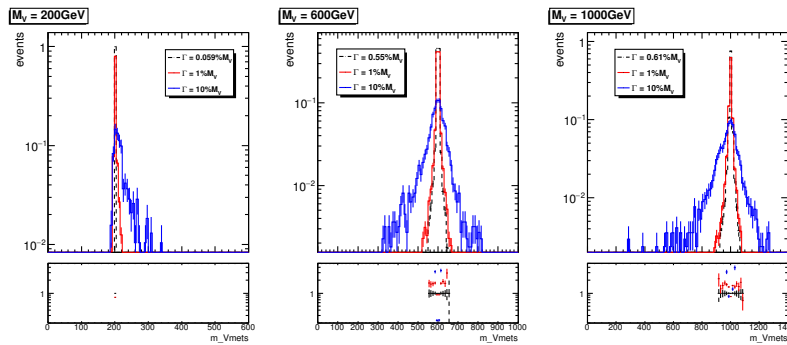 M_V = 200GeV
events
Γ = 0.059%M_V
Γ = 1%M_V
Γ = 10%M_V
1
10^-1
10^-2
1
0 100 200 300 400 500 600
m_Vmets
M_V = 600GeV
events
Γ = 0.55%M_V
Γ = 1%M_V
Γ = 10%M_V
1
10^-1
10^-2
1
0 100 200 300 400 500 600 700 800 900 1000
m_Vmets
M_V = 1000GeV
events
Γ = 0.61%M_V
Γ = 1%M_V
Γ = 10%M_V
1
10^-1
10^-2
1
0 200 400 600 800 1000 1200
m_Vmets